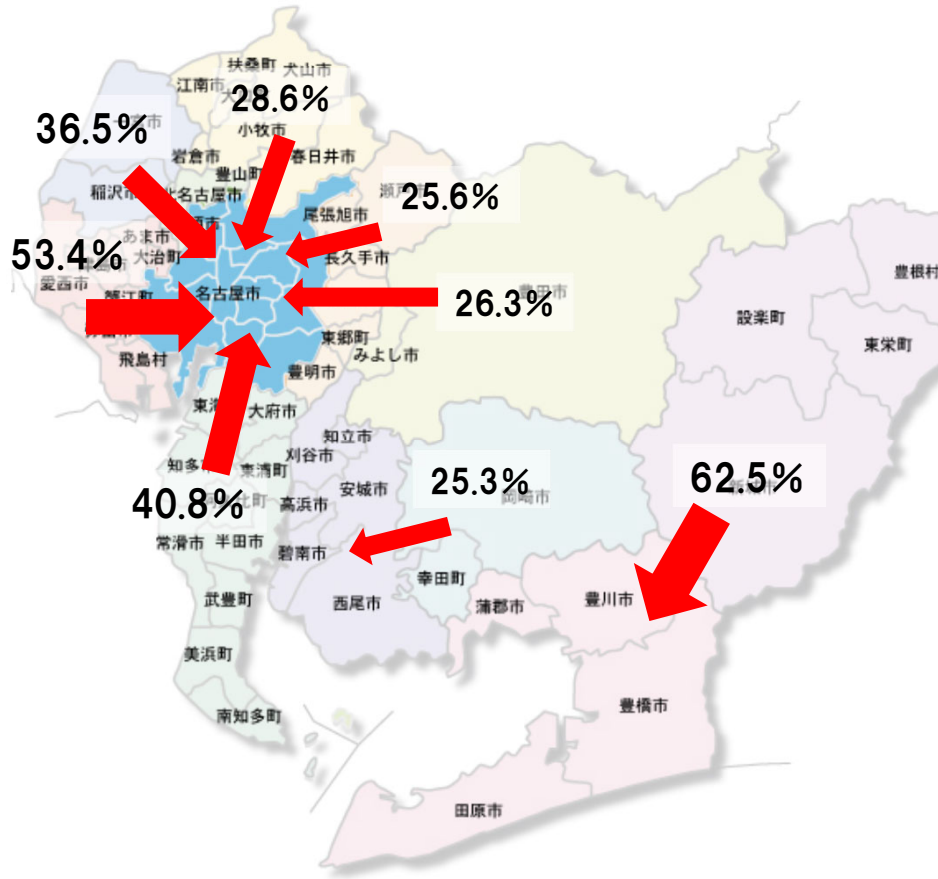 扶桑町
犬山市
江南市
28.6%
36.5%
小牧市
岩倉市
春日井市
豊山町
稲沢市
北名古屋市
25.6%
尾張旭市
あま市
大治町
長久手市
53.4%
愛西市
蟹江町
名古屋市
26.3%
豊田市
豊根村
設楽町
東栄町
東郷町
みよし市
飛島村
豊明市
大府市
知立市
刈谷市
東浦町
40.8%
安城市
25.3%
岡崎市
62.5%
高浜市
常滑市
半田市
碧南市
幸田町
武豊町
西尾市
蒲郡市
豊川市
美浜町
南知多町
豊橋市
田原市